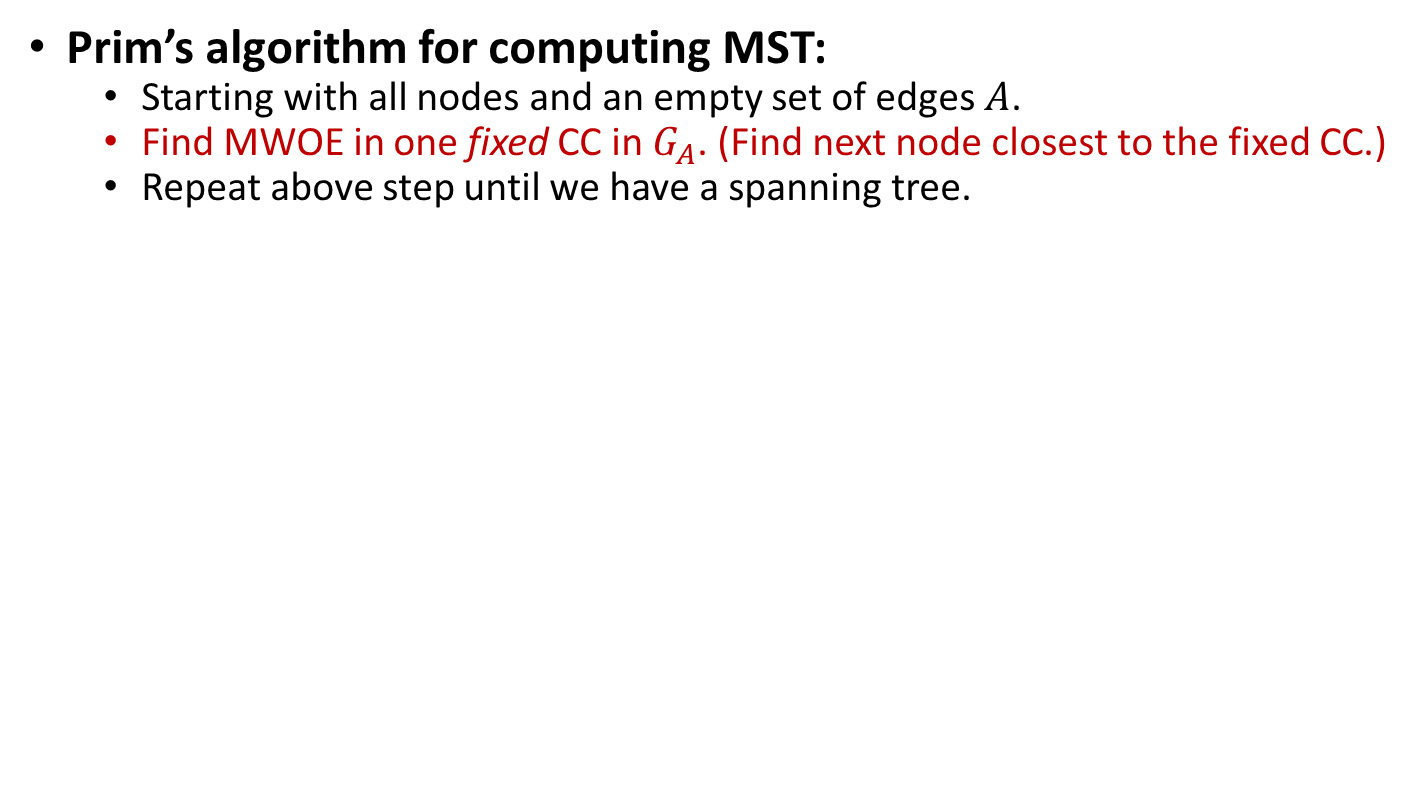 • Prim’s algorithm for computing MST:
• Starting with all nodes and an empty set of edges A.
• Find MWOE in one fixed CC in G_A. (Find next node closest to the fixed CC.)
• Repeat above step until we have a spanning tree.